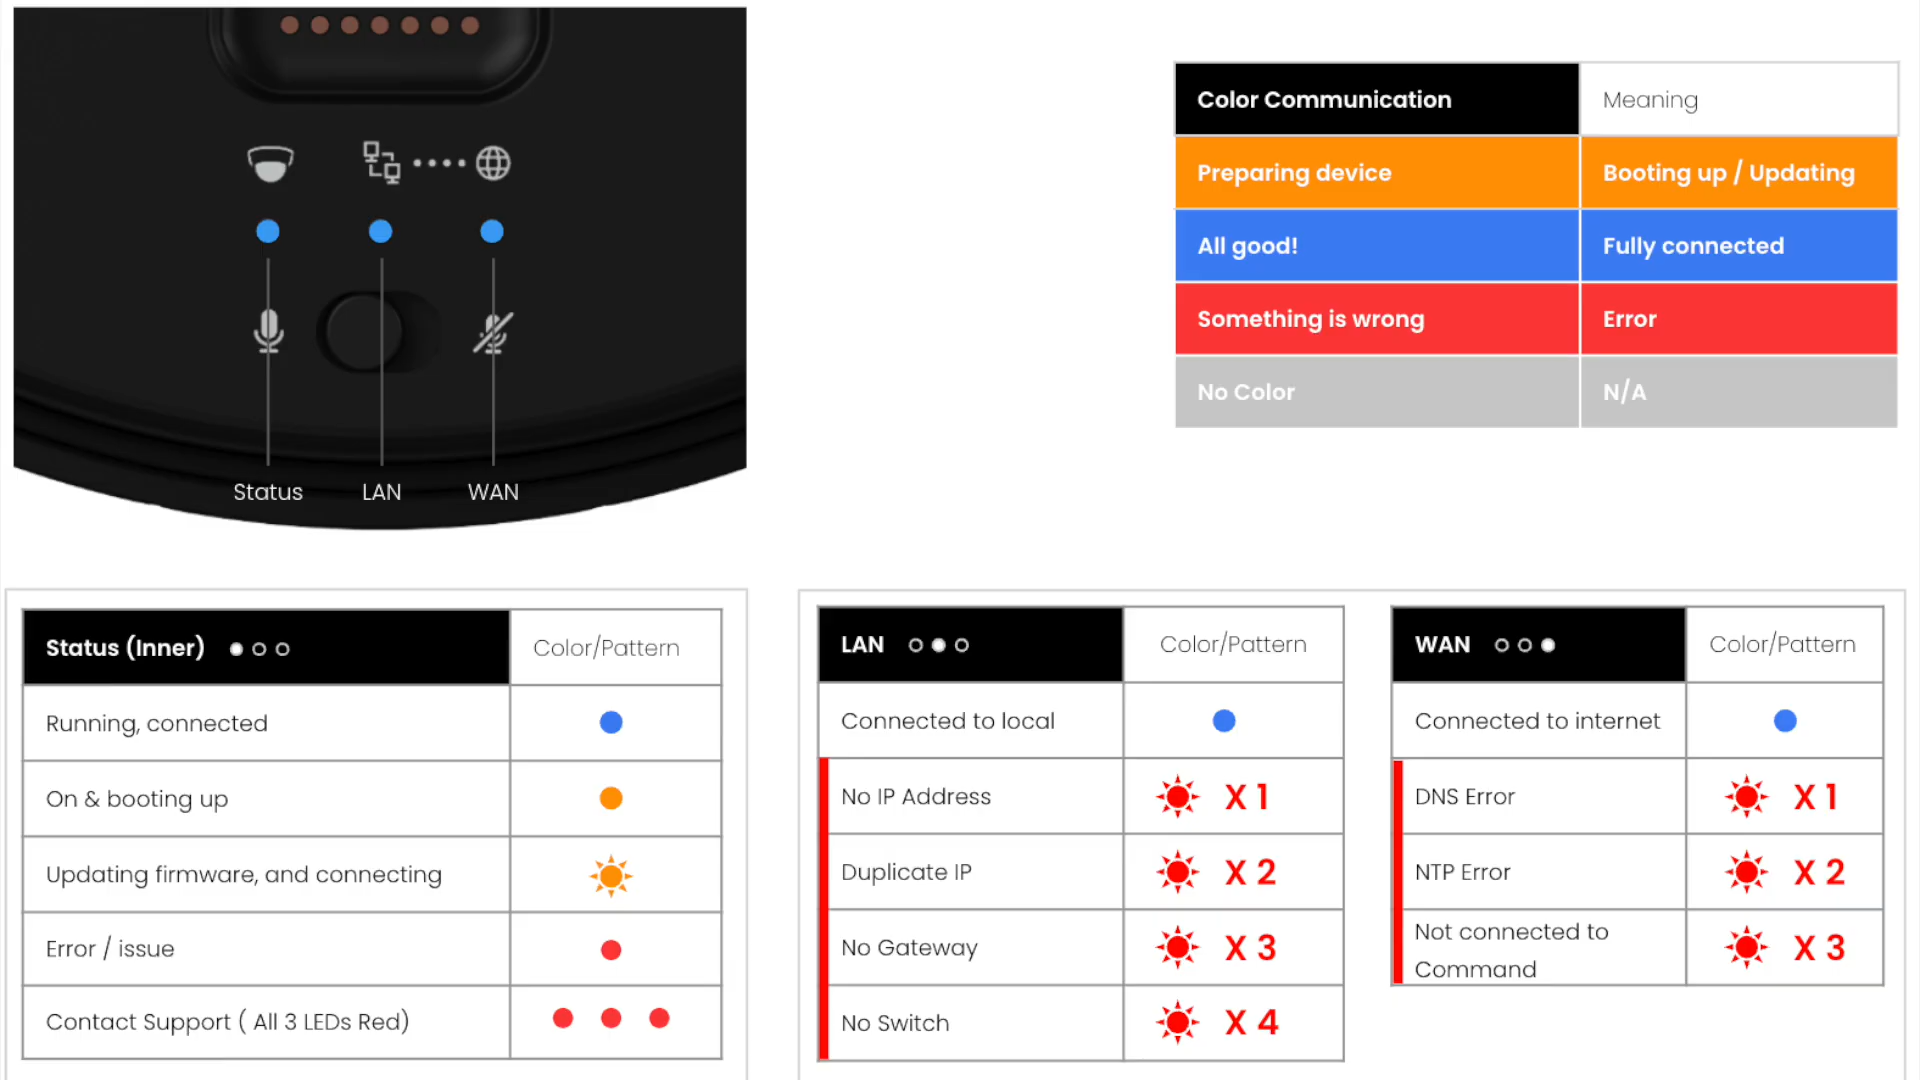 Status LAN WAN
Color Communication Meaning
Preparing device Booting up / Updating
All good! Fully connected
Something is wrong Error
No Color N/A
Status (Inner) Color/Pattern
Running, connected
On & booting up
Updating firmware, and connecting
Error / issue
Contact Support ( All 3 LEDs Red)
LAN Color/Pattern
Connected to local
No IP Address X 1
Duplicate IP X 2
No Gateway X 3
No Switch X 4
WAN Color/Pattern
Connected to internet
DNS Error X 1
NTP Error X 2
Not connected to
Command X 3